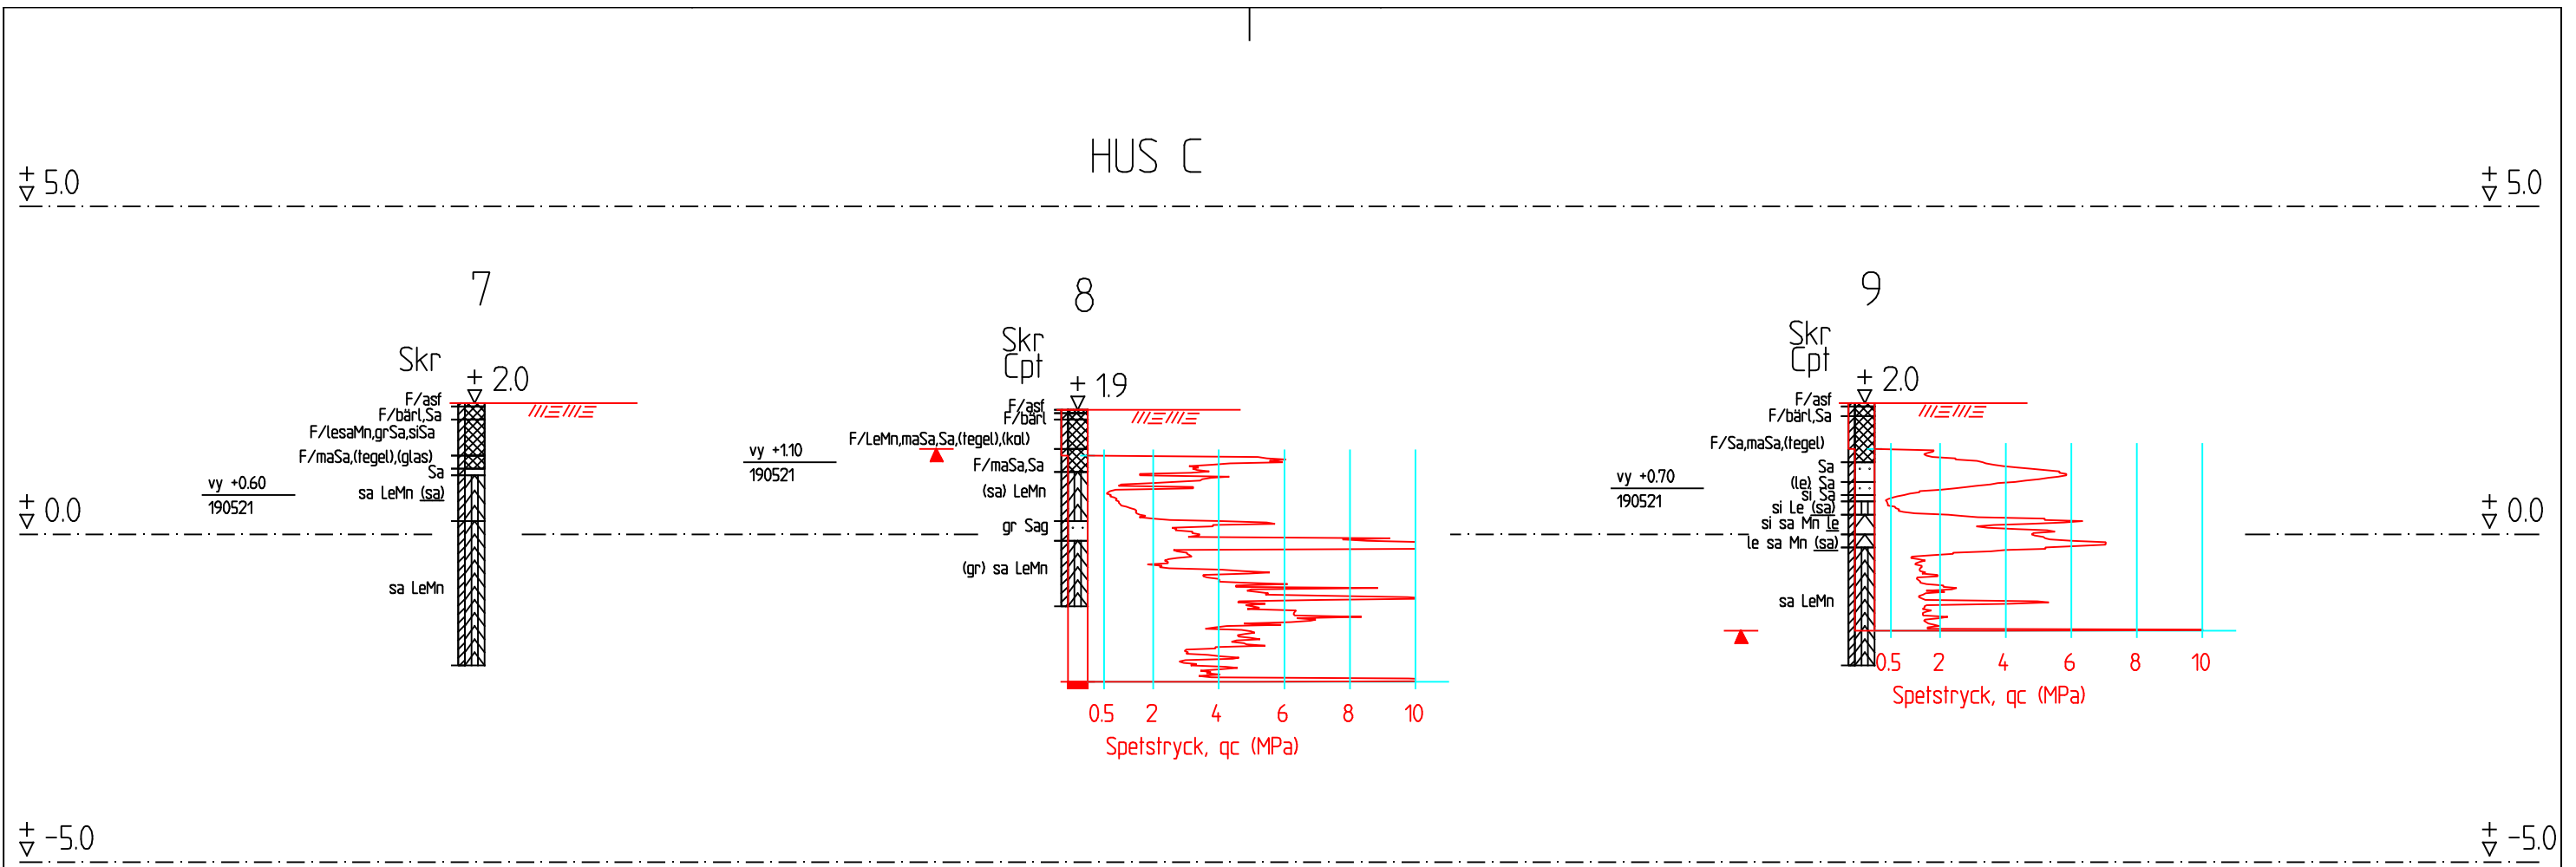 HUS C
± 5.0
± 5.0
7
Skr
± 2.0
F/asf
F/bärl,Sa
F/lesaMn,grSa,siSa
F/maSa,(tegel),(glas)
Sa
sa LeMn (sa)
sa LeMn
vy +0.60
190521
8
Skr
Cpt
± 1.9
F/asf
F/bärl
F/LeMn,maSa,Sa,(tegel),(kol)
F/maSa,Sa
(sa) LeMn
gr Sag
(gr) sa LeMn
vy +1.10
190521
0.5 2 4 6 8 10
Spetstryck, qc (MPa)
9
Skr
Cpt
± 2.0
F/asf
F/bärl,Sa
F/Sa,maSa,(tegel)
Sa
(le) Sa
si Sa
si Le (sa)
si sa Mn le
le sa Mn (sa)
sa LeMn
vy +0.70
190521
0.5 2 4 6 8 10
Spetstryck, qc (MPa)
± 0.0
± 0.0
± -5.0
± -5.0